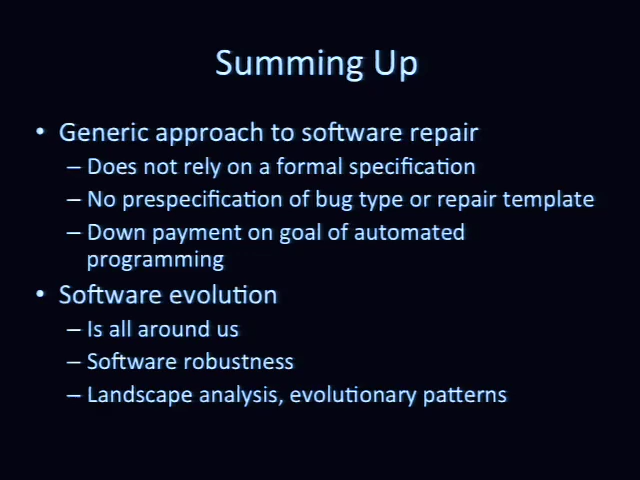 Summing Up
• Generic approach to software repair
– Does not rely on a formal specification
– No prespecification of bug type or repair template
– Down payment on goal of automated
programming
• Software evolution
– Is all around us
– Software robustness
– Landscape analysis, evolutionary patterns